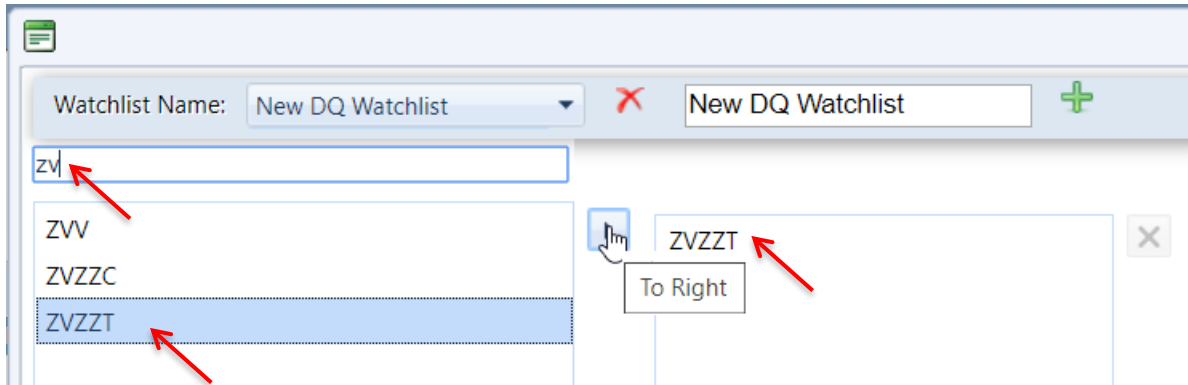 Watchlist Name: New DQ Watchlist New DQ Watchlist
zv
ZVV
ZVZZC
ZVZZT
ZVZZT
To Right